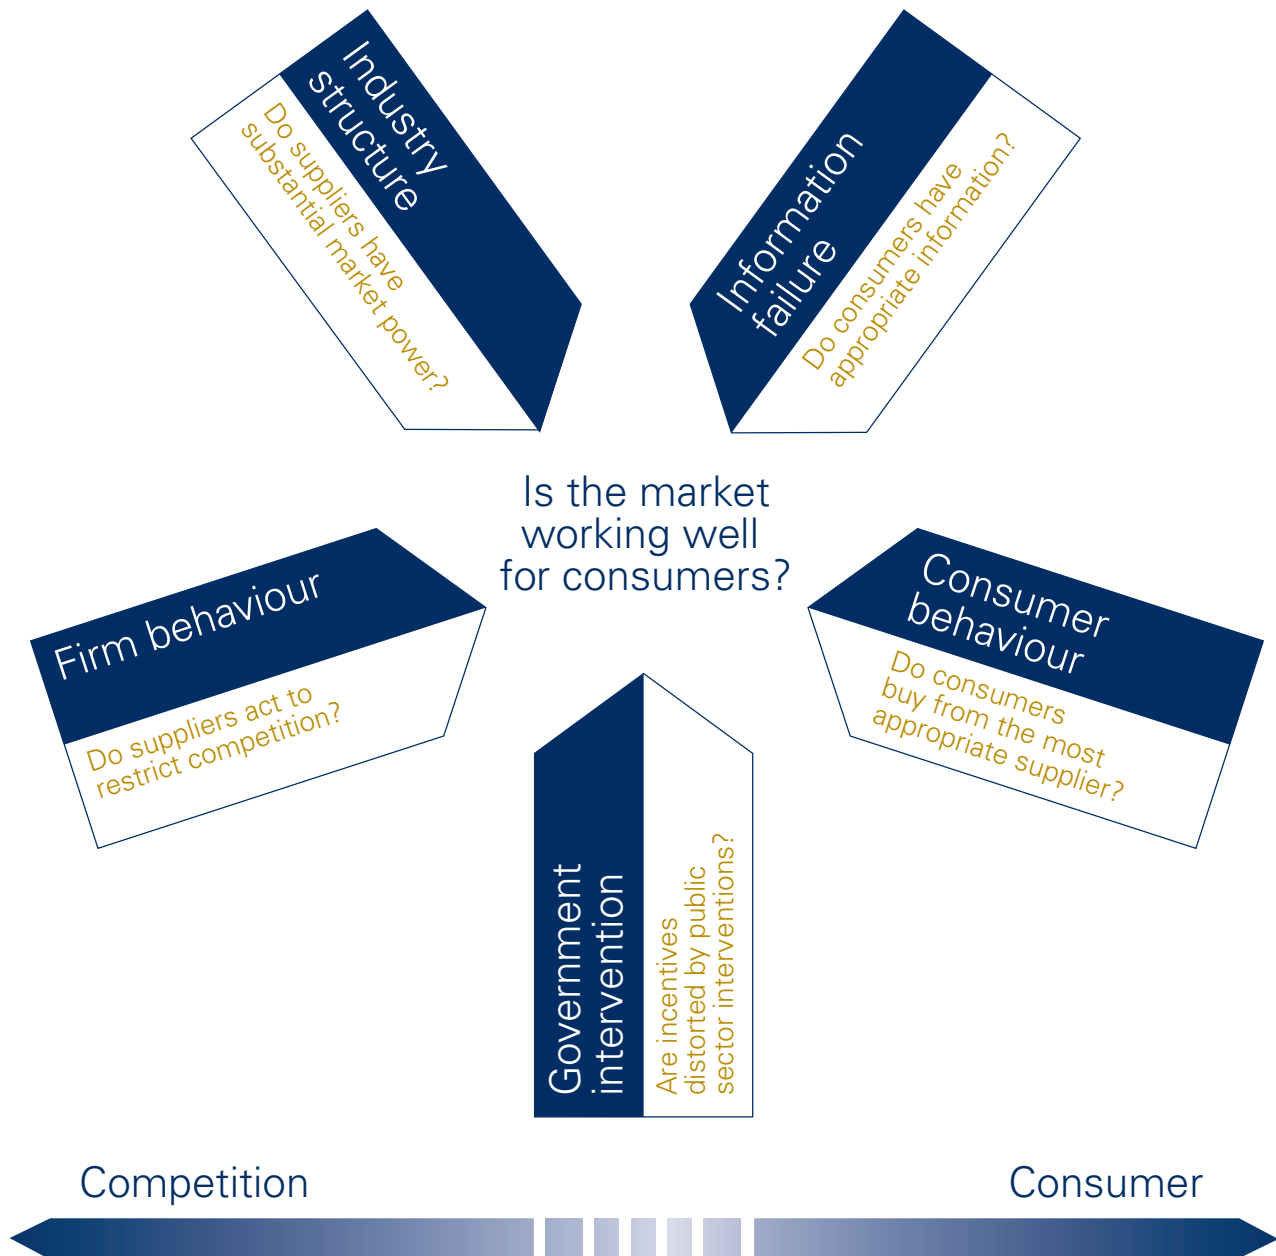 Industry
structure
Do suppliers have
substantial market power?
Information
failure
Do consumers have
appropriate information?
Is the market
working well
for consumers?
Firm behaviour
Do suppliers act to
restrict competition?
Consumer
behaviour
Do consumers
buy from the most
appropriate supplier?
Government
intervention
Are incentives
distorted by public
sector interventions?
Competition
Consumer